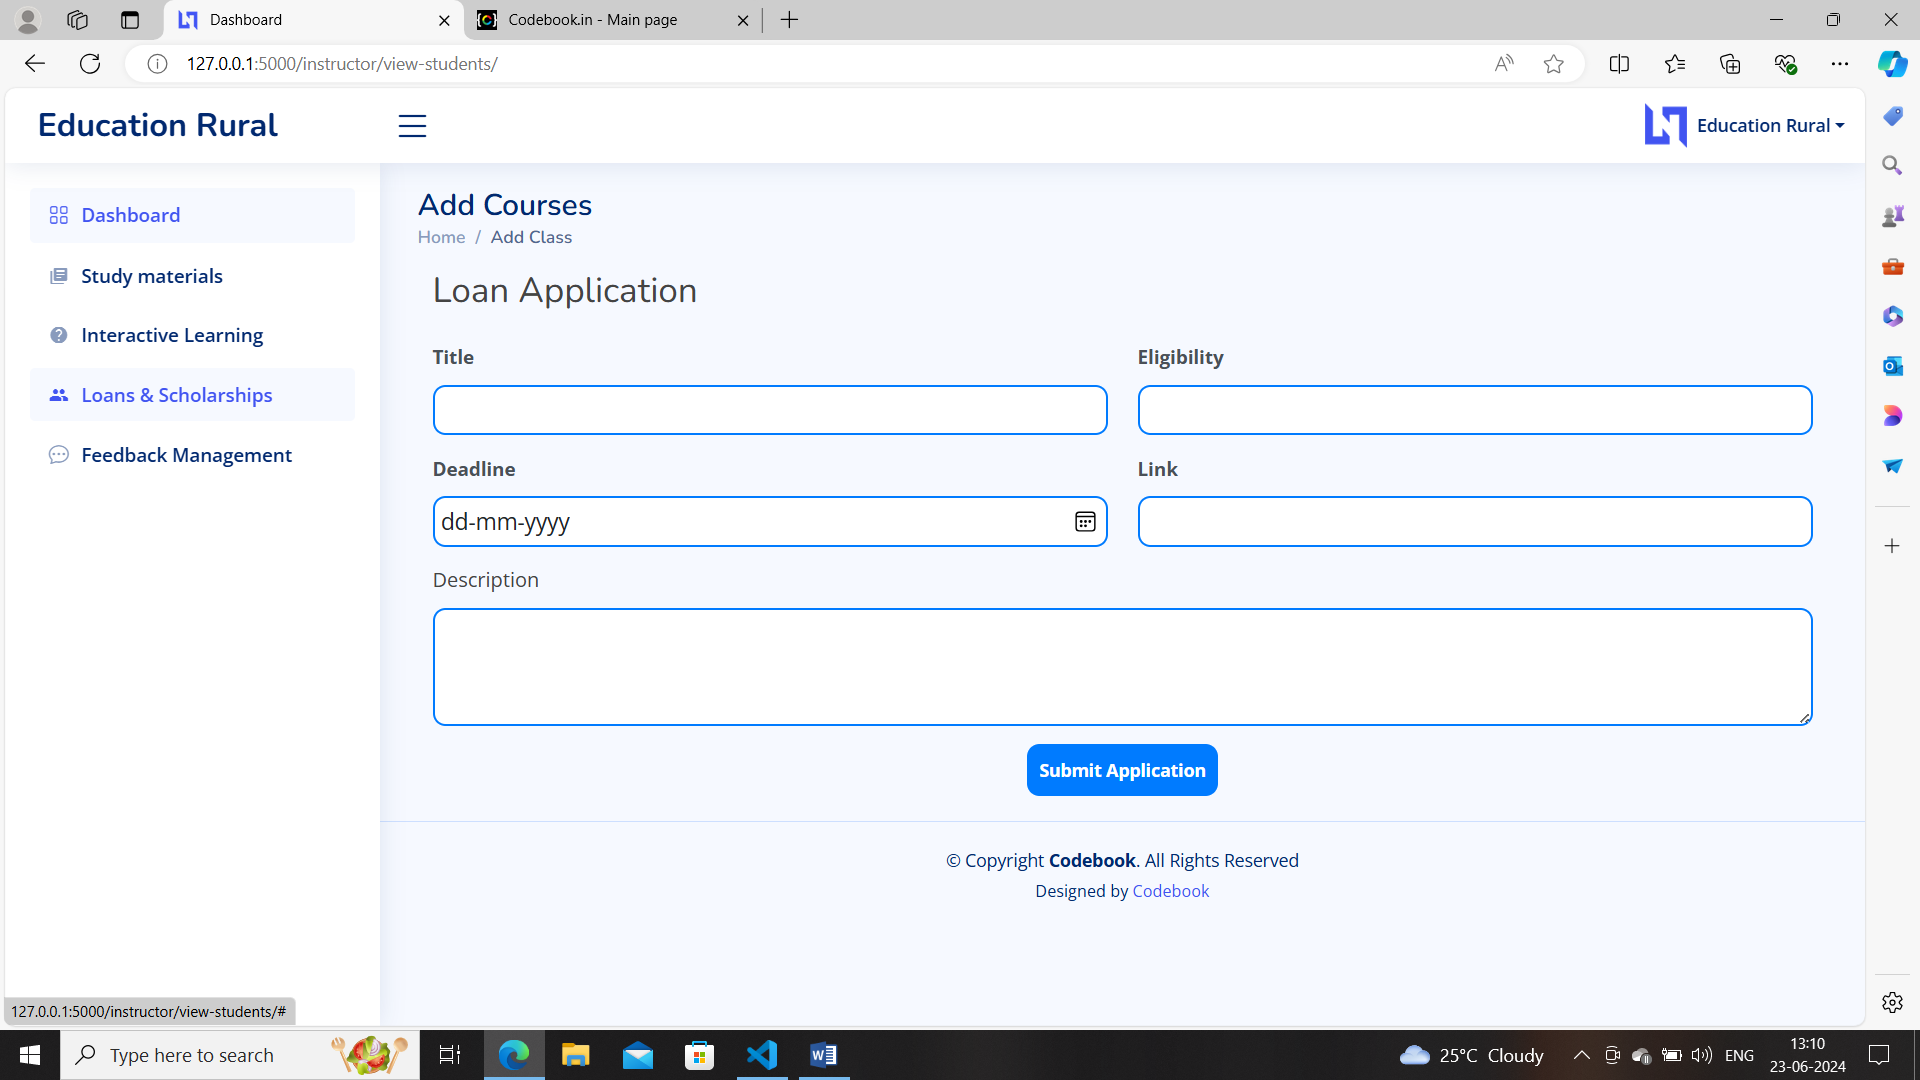 Dashboard
Codebook.in - Main page
127.0.0.1:5000/instructor/view-students/
Education Rural
Education Rural
Dashboard
Study materials
Interactive Learning
Loans & Scholarships
Feedback Management
Add Courses
Home / Add Class
Loan Application
Title
Eligibility
Deadline
Link
dd-mm-yyyy
Description
Submit Application
© Copyright Codebook. All Rights Reserved
Designed by Codebook
127.0.0.1:5000/instructor/view-students/#
Type here to search
25°C Cloudy
ENG
13:10
23-06-2024